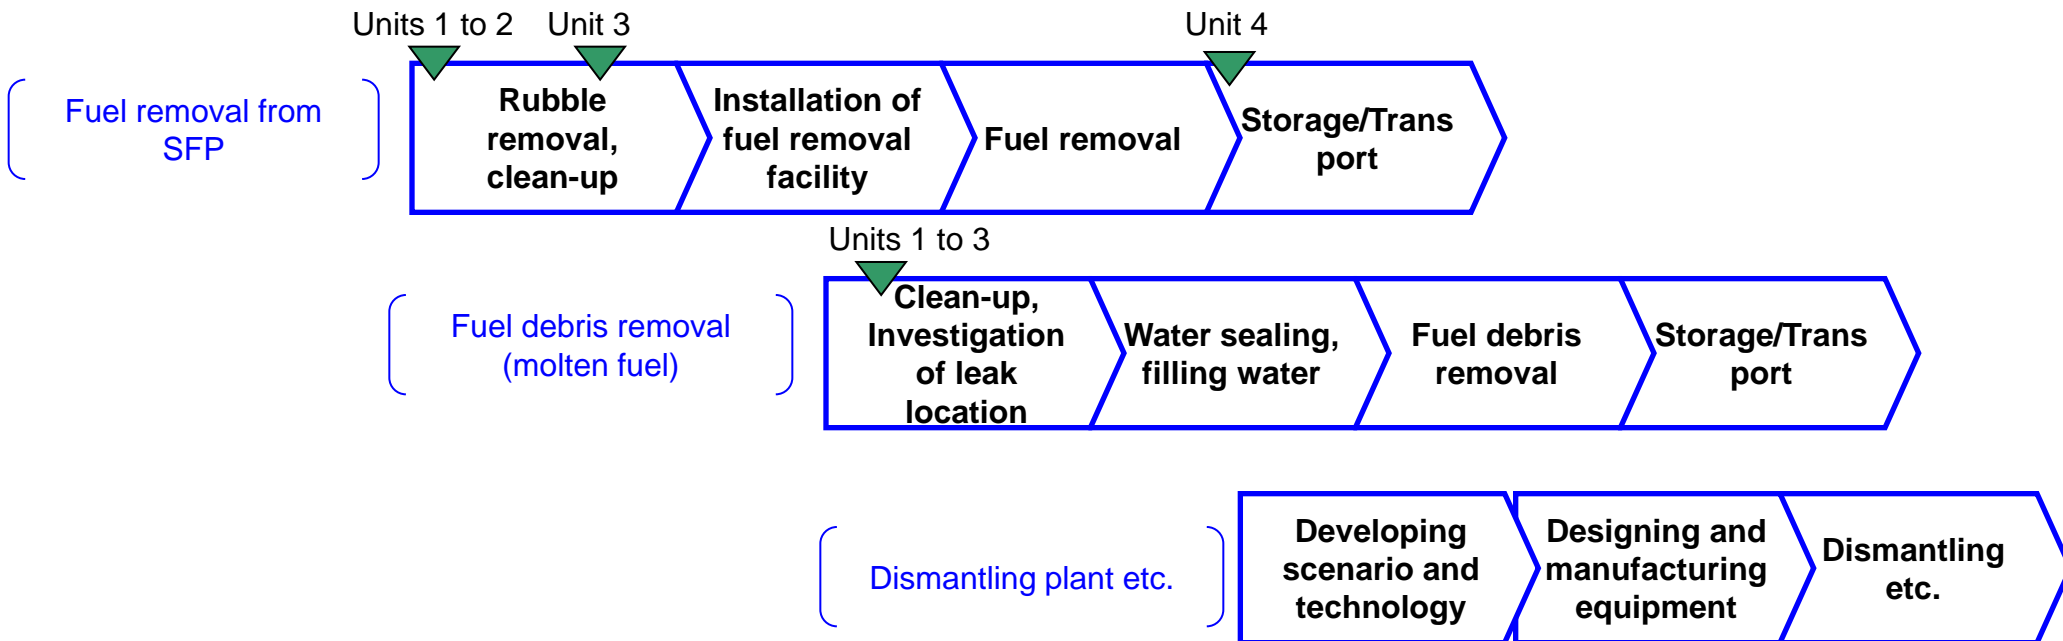 Units 1 to 2
Unit 3
Unit 4
Fuel removal from
SFP
Rubble
removal,
clean-up
Installation of
fuel removal
facility
Fuel removal
Storage/Trans
port
Units 1 to 3
Fuel debris removal
(molten fuel)
Clean-up,
Investigation
of leak
location
Water sealing,
filling water
Fuel debris
removal
Storage/Trans
port
Dismantling plant etc.
Developing
scenario and
technology
Designing and
manufacturing
equipment
Dismantling
etc.